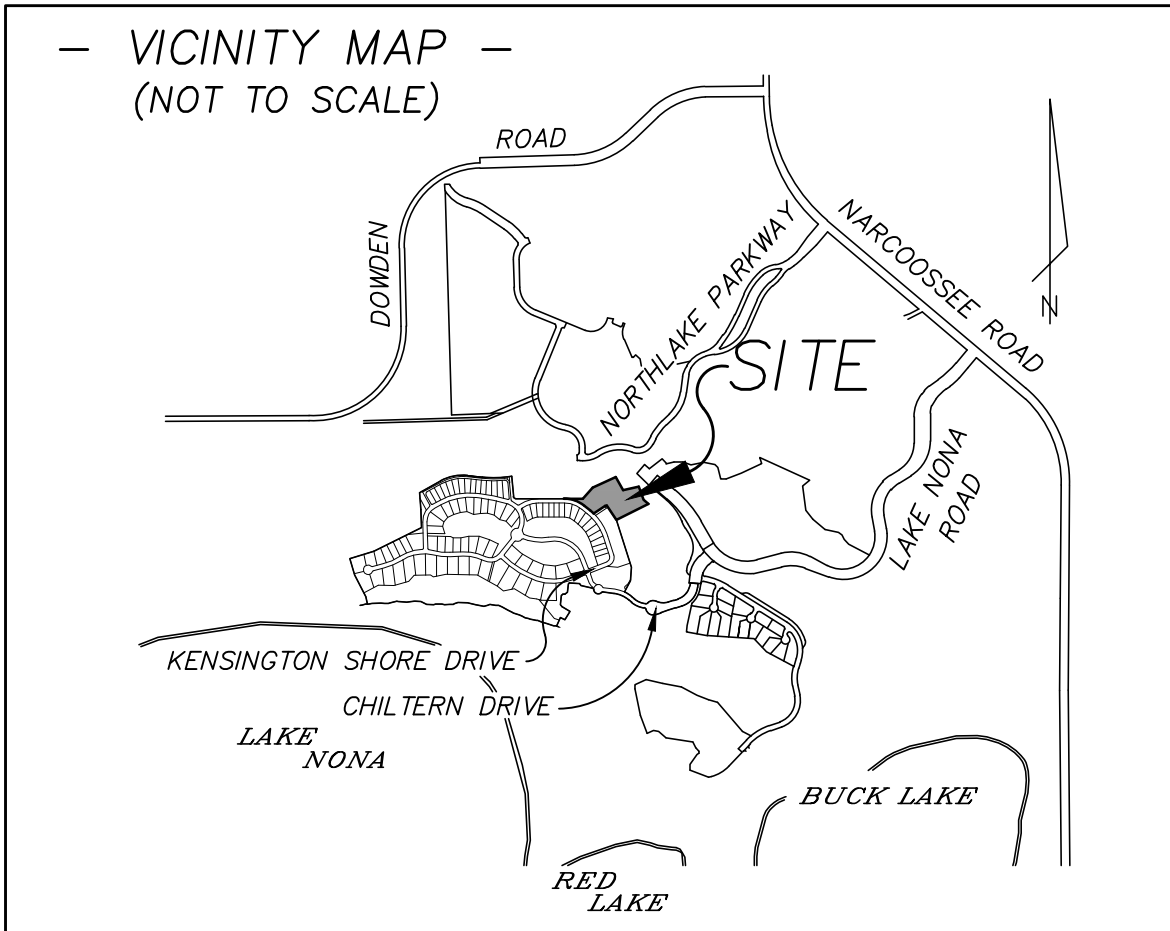 — VICINITY MAP —
(NOT TO SCALE)
ROAD
DOWDEN
NORTHLAKE PARKWAY
NARCOOSSEE ROAD
N
SITE
LAKE NONA
ROAD
KENSINGTON SHORE DRIVE
CHILTERN DRIVE
LAKE
NONA
BUCK LAKE
RED
LAKE